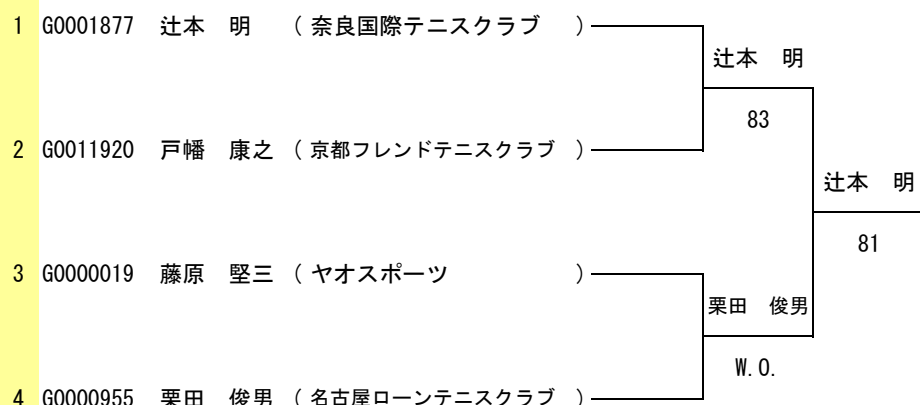 1 G0001877 辻本 明 ( 奈良国際テニスクラブ )
辻本 明
83
2 G0011920 戸幡 康之 ( 京都フレンドテニスクラブ )
辻本 明
81
3 G0000019 藤原 堅三 ( ヤオスポーツ )
栗田 俊男
W.O.
4 G0000955 栗田 俊男 ( 名古屋ローンテニスクラブ )